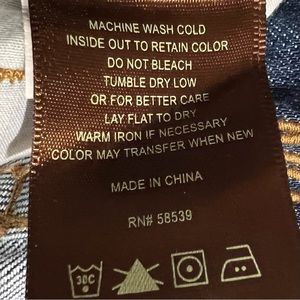 MACHINE WASH COLD
INSIDE OUT TO RETAIN COLOR
DO NOT BLEACH
TUMBLE DRY LOW
OR FOR BETTER CARE
LAY FLAT TO DRY
WARM IRON IF NECESSARY
COLOR MAY TRANSFER WHEN NEW
MADE IN CHINA
RN# 58539
30C